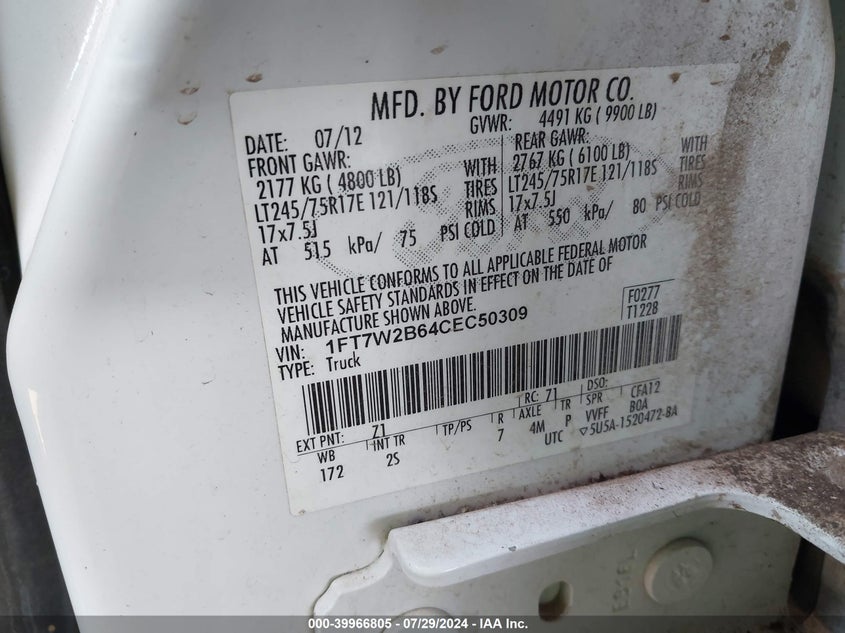 MFD. BY FORD MOTOR CO.
DATE: 07/12 GVWR: 4491 KG ( 9900 LB)
FRONT GAWR: REAR GAWR:
2177 KG ( 4800 LB) WITH 2767 KG ( 6100 LB) WITH
LT245/75R17E 121/118S TIRES LT245/75R17E 121/118S TIRES
17x7.5J RIMS 17x7.5J RIMS
AT 515 kPa/ 75 PSI COLD AT 550 kPa/ 80 PSI COLD
THIS VEHICLE CONFORMS TO ALL APPLICABLE FEDERAL MOTOR
VEHICLE SAFETY STANDARDS IN EFFECT ON THE DATE OF
MANUFACTURE SHOWN ABOVE.
VIN: 1FT7W2B64CEC50309 F0277
TYPE: Truck T1228
EXT PNT: Z1 RC: 71 DSO:
WB INT TR TP/PS R AXLE TR SPR CFA12
172 2S 7 4M P VVFF B0A
UTC ▽5U5A-1520472-BA
000-39966805 / 07/29/2024 / IAA Inc.